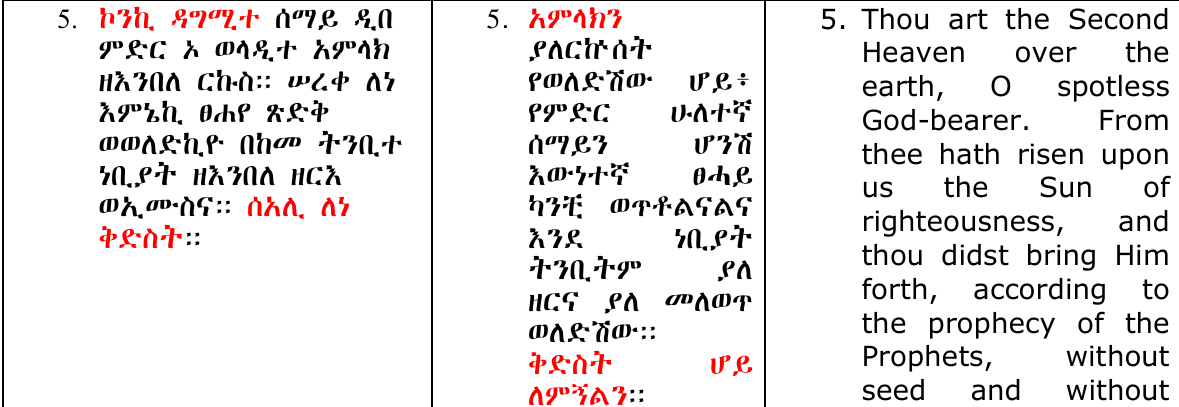 5. ኮንኪ ዳግሚተ ሰማይ ዲበ
ምድር ኦ ወላዲተ አምላክ
ዘእንበለ ርኩስ፡፡ ሠረቀ ለነ
እምኔኪ ፀሐየ ጽድቅ
ወወለድኪዮ በከመ ትንቢተ
ነቢያት ዘእንበለ ዘርእ
ወኢሙስና፡፡ ሰአሊ ለነ
ቅድስት፡፡
5. አምላክን
ያለርኵሰት
የወለድሽው ሆይ፥
የምድር ሁለተኛ
ሰማይን ሆንሽ
እውነተኛ ፀሓይ
ካንቺ ወጥቶልናልና
እንደ ነቢያት
ትንቢትም ያለ
ዘርና ያለ መለወጥ
ወለድሽው፡፡
ቅድስት ሆይ
ለምኝልን፡፡
5. Thou art the Second
Heaven over the
earth, O spotless
God-bearer. From
thee hath risen upon
us the Sun of
righteousness, and
thou didst bring Him
forth, according to
the prophecy of the
Prophets, without
seed and without